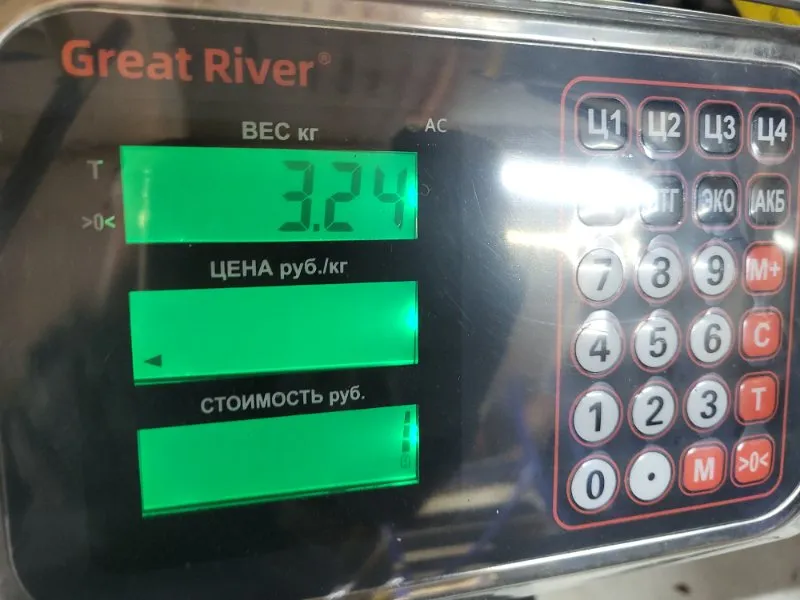 Great River®
ВЕС кг
AC
T
>0<
3.24
ЦЕНА руб./кг
СТОИМОСТЬ руб.
Ц1 Ц2 Ц3 Ц4
ЭКО АКБ
7 8 9 M+
4 5 6 C
1 2 3 T
0 . M >0<